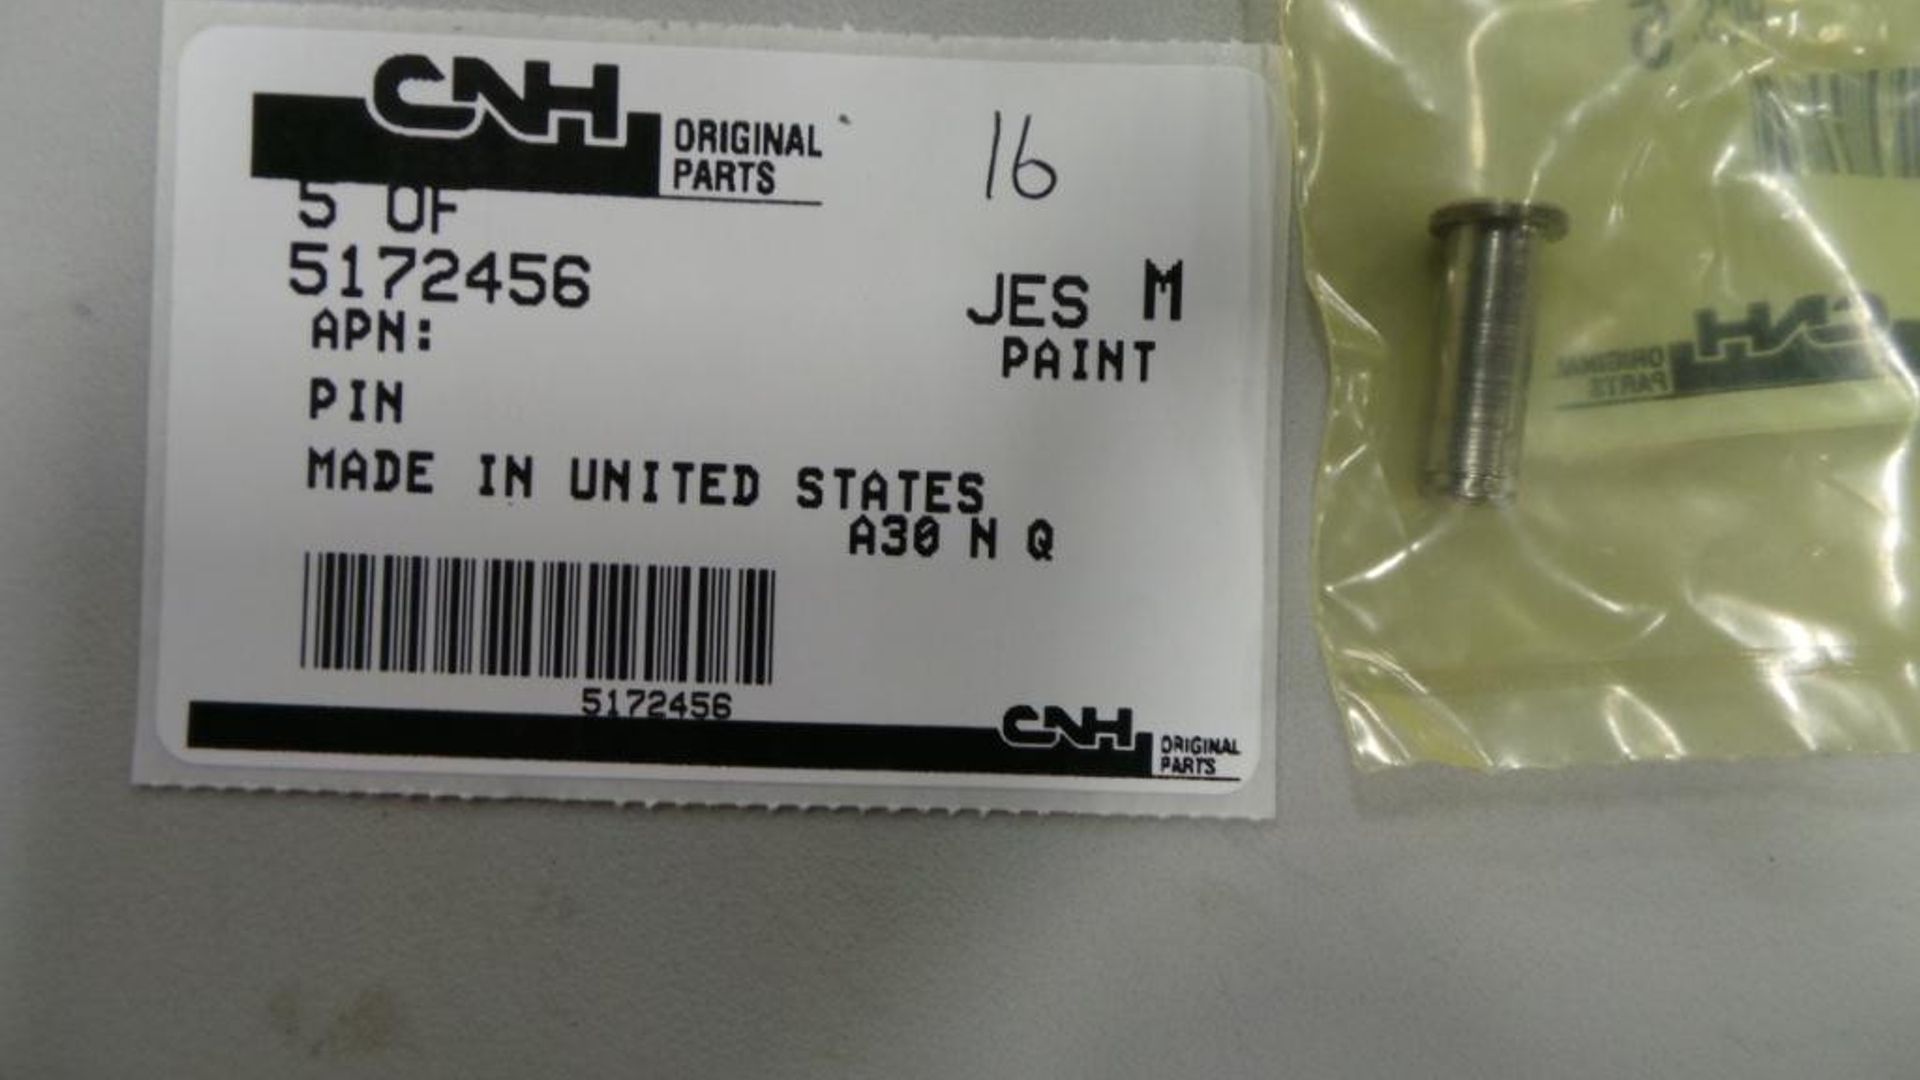 CNH ORIGINAL PARTS
16
5 OF
5172456
JES M
APN:
PAINT
PIN
MADE IN UNITED STATES
A30 N Q
5172456
CNH ORIGINAL PARTS
CNH ORIGINAL PARTS